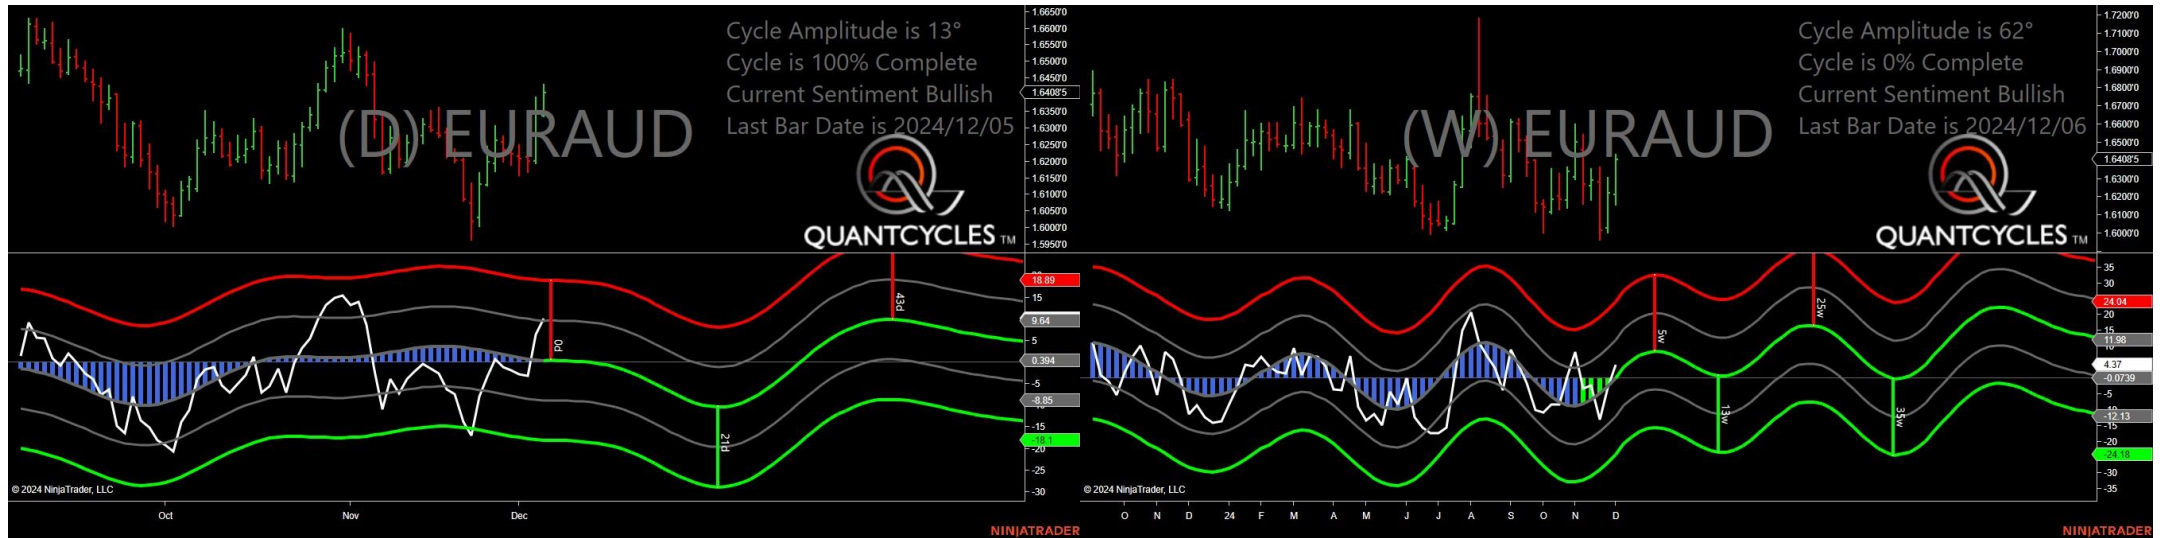 Cycle Amplitude is 13°
Cycle is 100% Complete
Current Sentiment Bullish
Last Bar Date is 2024/12/05
(D) EURAUD
QUANTCYCLES TM
1.6650'0
1.6600'0
1.6550'0
1.6500'0
1.6450'0
1.6408'5
1.6350'0
1.6300'0
1.6250'0
1.6200'0
1.6150'0
1.6100'0
1.6050'0
1.6000'0
1.5950'0
18.89
15
9.64
5
0.394
-5
-8.85
-15
-18.1
-20
-25
-30
0d
21d
43d
© 2024 NinjaTrader, LLC
Oct
Nov
Dec
NINJATRADER
Cycle Amplitude is 62°
Cycle is 0% Complete
Current Sentiment Bullish
Last Bar Date is 2024/12/06
(W) EURAUD
QUANTCYCLES TM
1.7200'0
1.7100'0
1.7000'0
1.6900'0
1.6800'0
1.6700'0
1.6600'0
1.6500'0
1.6408'5
1.6300'0
1.6200'0
1.6100'0
1.6000'0
35
30
24.04
20
15
11.98
4.37
-0.0739
-5
-12.13
-15
-20
-24.18
-30
-35
5w
13w
25w
35w
© 2024 NinjaTrader, LLC
O N D 24 F M A M J J A S O N D
NINJATRADER